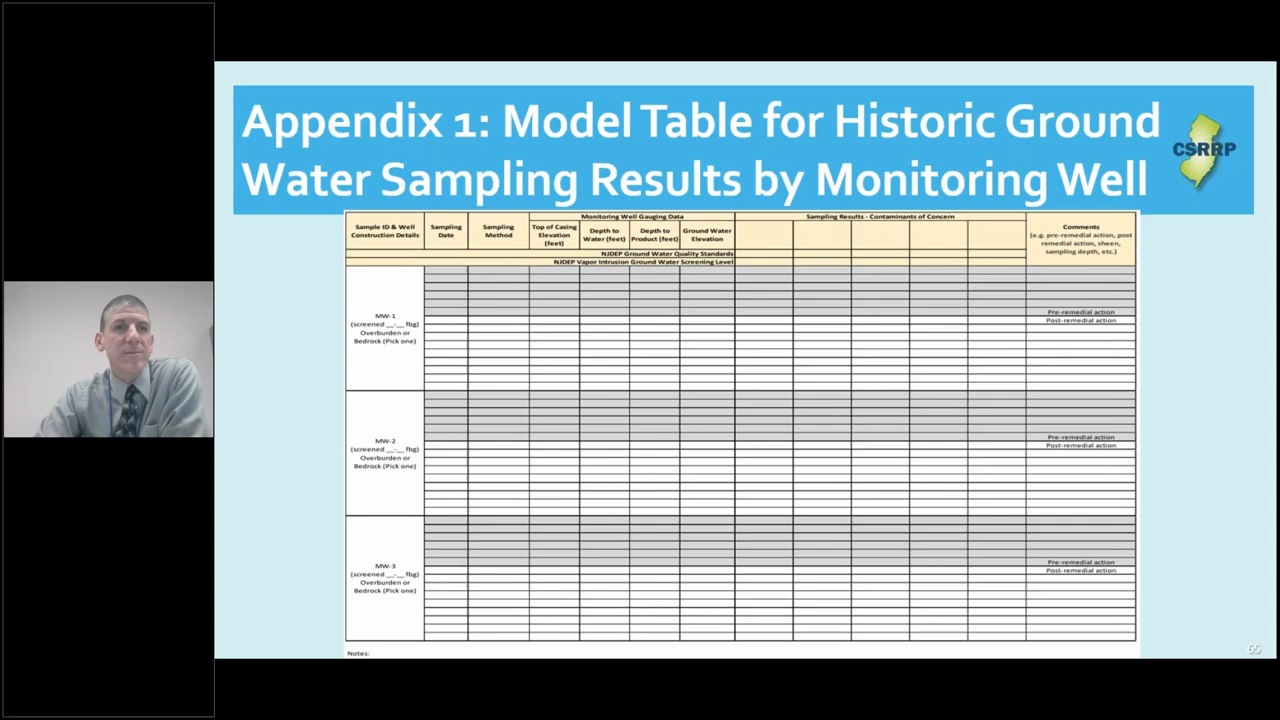 Appendix 1: Model Table for Historic Ground
Water Sampling Results by Monitoring Well
CSRRP
Sample ID & Well
Construction Details
Sampling
Date
Sampling
Method
Monitoring Well Gauging Data
Top of Casing
Elevation
(feet)
Depth to
Water (feet)
Depth to
Product (feet)
Ground Water
Elevation
Sampling Results - Contaminants of Concern
Comments
(e.g. pre-remedial action, post
remedial action, sheen,
sampling depth, etc.)
NJDEP Ground Water Quality Standards
NJDEP Vapor Intrusion Ground Water Screening Level
MW-1
(screened __-__ fbg)
Overburden or
Bedrock (Pick one)
Pre-remedial action
Post-remedial action
MW-2
(screened __-__ fbg)
Overburden or
Bedrock (Pick one)
Pre-remedial action
Post-remedial action
MW-3
(screened __-__ fbg)
Overburden or
Bedrock (Pick one)
Pre-remedial action
Post-remedial action
Notes:
65